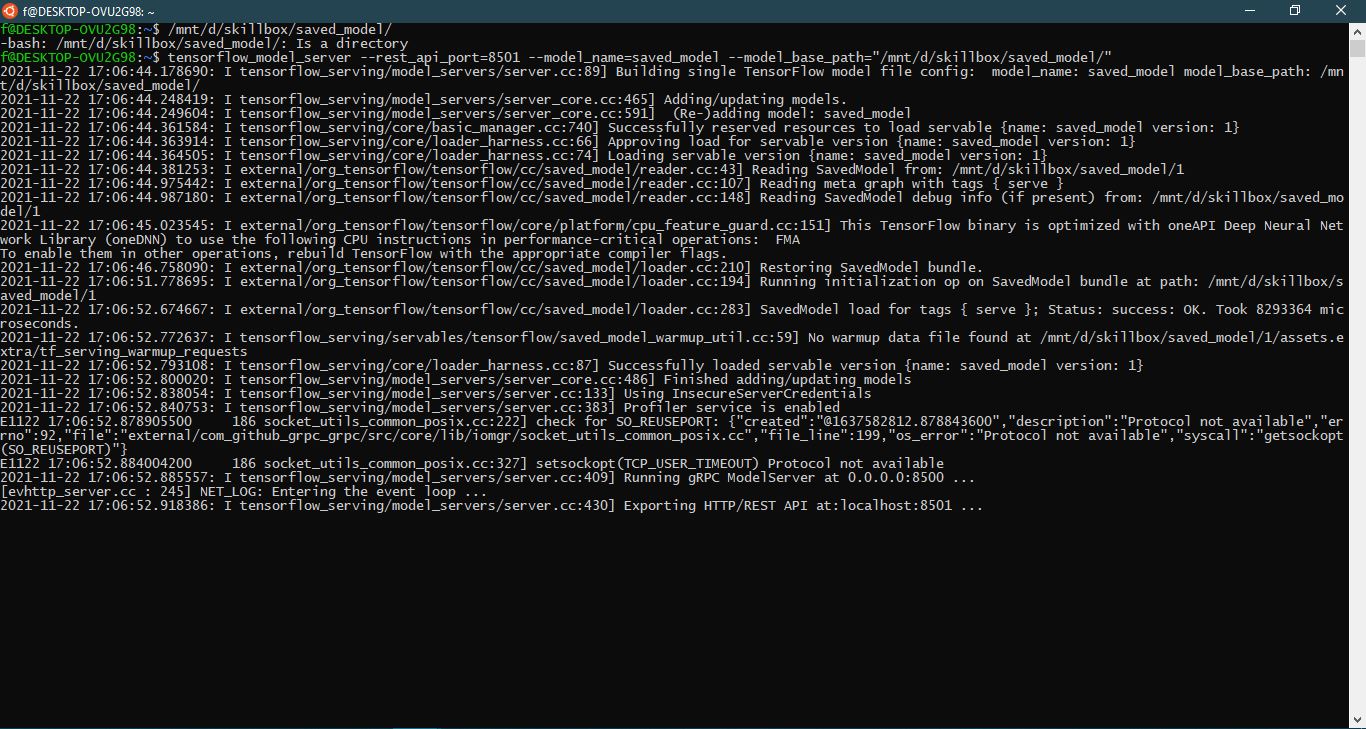 f@DESKTOP-OVU2G98: ~
f@DESKTOP-OVU2G98:~$ /mnt/d/skillbox/saved_model/
-bash: /mnt/d/skillbox/saved_model/: Is a directory
f@DESKTOP-OVU2G98:~$ tensorflow_model_server --rest_api_port=8501 --model_name=saved_model --model_base_path="/mnt/d/skillbox/saved_model/"
2021-11-22 17:06:44.178690: I tensorflow_serving/model_servers/server.cc:89] Building single TensorFlow model file config:  model_name: saved_model model_base_path: /mn
t/d/skillbox/saved_model/
2021-11-22 17:06:44.248419: I tensorflow_serving/model_servers/server_core.cc:465] Adding/updating models.
2021-11-22 17:06:44.249604: I tensorflow_serving/model_servers/server_core.cc:591]  (Re-)adding model: saved_model
2021-11-22 17:06:44.361584: I tensorflow_serving/core/basic_manager.cc:740] Successfully reserved resources to load servable {name: saved_model version: 1}
2021-11-22 17:06:44.363914: I tensorflow_serving/core/loader_harness.cc:66] Approving load for servable version {name: saved_model version: 1}
2021-11-22 17:06:44.364505: I tensorflow_serving/core/loader_harness.cc:74] Loading servable version {name: saved_model version: 1}
2021-11-22 17:06:44.381253: I external/org_tensorflow/tensorflow/cc/saved_model/reader.cc:43] Reading SavedModel from: /mnt/d/skillbox/saved_model/1
2021-11-22 17:06:44.975442: I external/org_tensorflow/tensorflow/cc/saved_model/reader.cc:107] Reading meta graph with tags { serve }
2021-11-22 17:06:44.987180: I external/org_tensorflow/tensorflow/cc/saved_model/reader.cc:148] Reading SavedModel debug info (if present) from: /mnt/d/skillbox/saved_mo
del/1
2021-11-22 17:06:45.023545: I external/org_tensorflow/tensorflow/core/platform/cpu_feature_guard.cc:151] This TensorFlow binary is optimized with oneAPI Deep Neural Net
work Library (oneDNN) to use the following CPU instructions in performance-critical operations:  FMA
To enable them in other operations, rebuild TensorFlow with the appropriate compiler flags.
2021-11-22 17:06:46.758090: I external/org_tensorflow/tensorflow/cc/saved_model/loader.cc:210] Restoring SavedModel bundle.
2021-11-22 17:06:51.778695: I external/org_tensorflow/tensorflow/cc/saved_model/loader.cc:194] Running initialization op on SavedModel bundle at path: /mnt/d/skillbox/s
aved_model/1
2021-11-22 17:06:52.674667: I external/org_tensorflow/tensorflow/cc/saved_model/loader.cc:283] SavedModel load for tags { serve }; Status: success: OK. Took 8293364 mic
roseconds.
2021-11-22 17:06:52.772637: I tensorflow_serving/servables/tensorflow/saved_model_warmup_util.cc:59] No warmup data file found at /mnt/d/skillbox/saved_model/1/assets.e
xtra/tf_serving_warmup_requests
2021-11-22 17:06:52.793108: I tensorflow_serving/core/loader_harness.cc:87] Successfully loaded servable version {name: saved_model version: 1}
2021-11-22 17:06:52.800020: I tensorflow_serving/model_servers/server_core.cc:486] Finished adding/updating models
2021-11-22 17:06:52.838054: I tensorflow_serving/model_servers/server.cc:133] Using InsecureServerCredentials
2021-11-22 17:06:52.840753: I tensorflow_serving/model_servers/server.cc:383] Profiler service is enabled
E1122 17:06:52.878905500     186 socket_utils_common_posix.cc:222] check for SO_REUSEPORT: {"created":"@1637582812.878843600","description":"Protocol not available","er
rno":92,"file":"external/com_github_grpc_grpc/src/core/lib/iomgr/socket_utils_common_posix.cc","file_line":199,"os_error":"Protocol not available","syscall":"getsockopt
(SO_REUSEPORT)"}
E1122 17:06:52.884004200     186 socket_utils_common_posix.cc:327] setsockopt(TCP_USER_TIMEOUT) Protocol not available
2021-11-22 17:06:52.885557: I tensorflow_serving/model_servers/server.cc:409] Running gRPC ModelServer at 0.0.0.0:8500 ...
[evhttp_server.cc : 245] NET_LOG: Entering the event loop ...
2021-11-22 17:06:52.918386: I tensorflow_serving/model_servers/server.cc:430] Exporting HTTP/REST API at:localhost:8501 ...